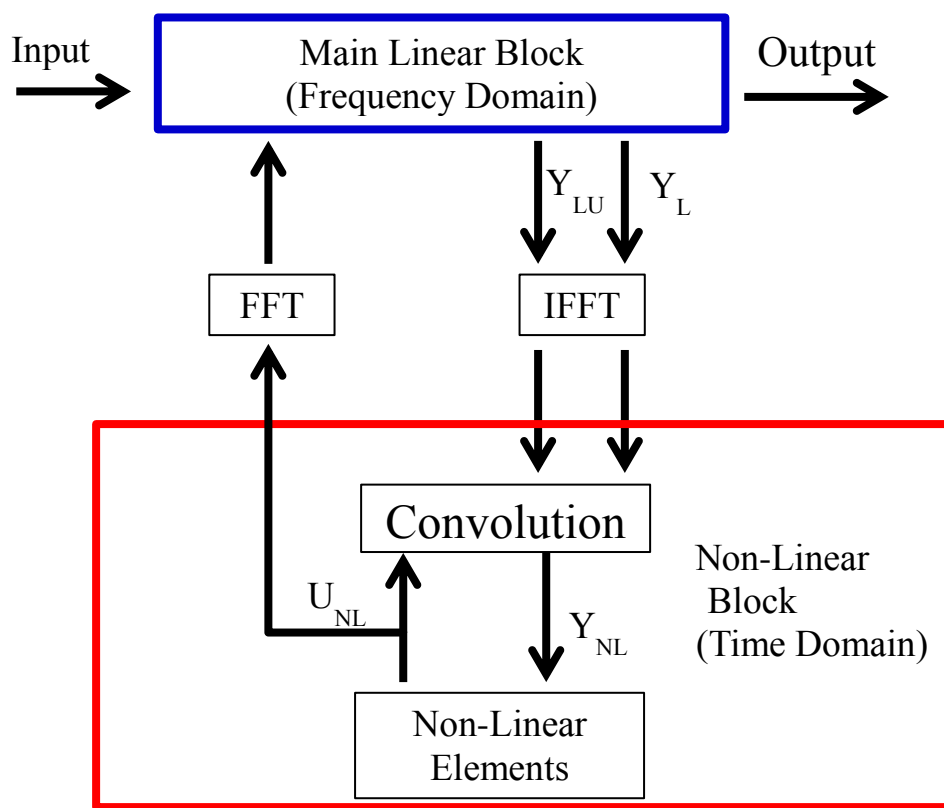 Input
Main Linear Block
(Frequency Domain)
Output
Y_LU
Y_L
FFT
IFFT
Convolution
U_NL
Y_NL
Non-Linear
Block
(Time Domain)
Non-Linear
Elements